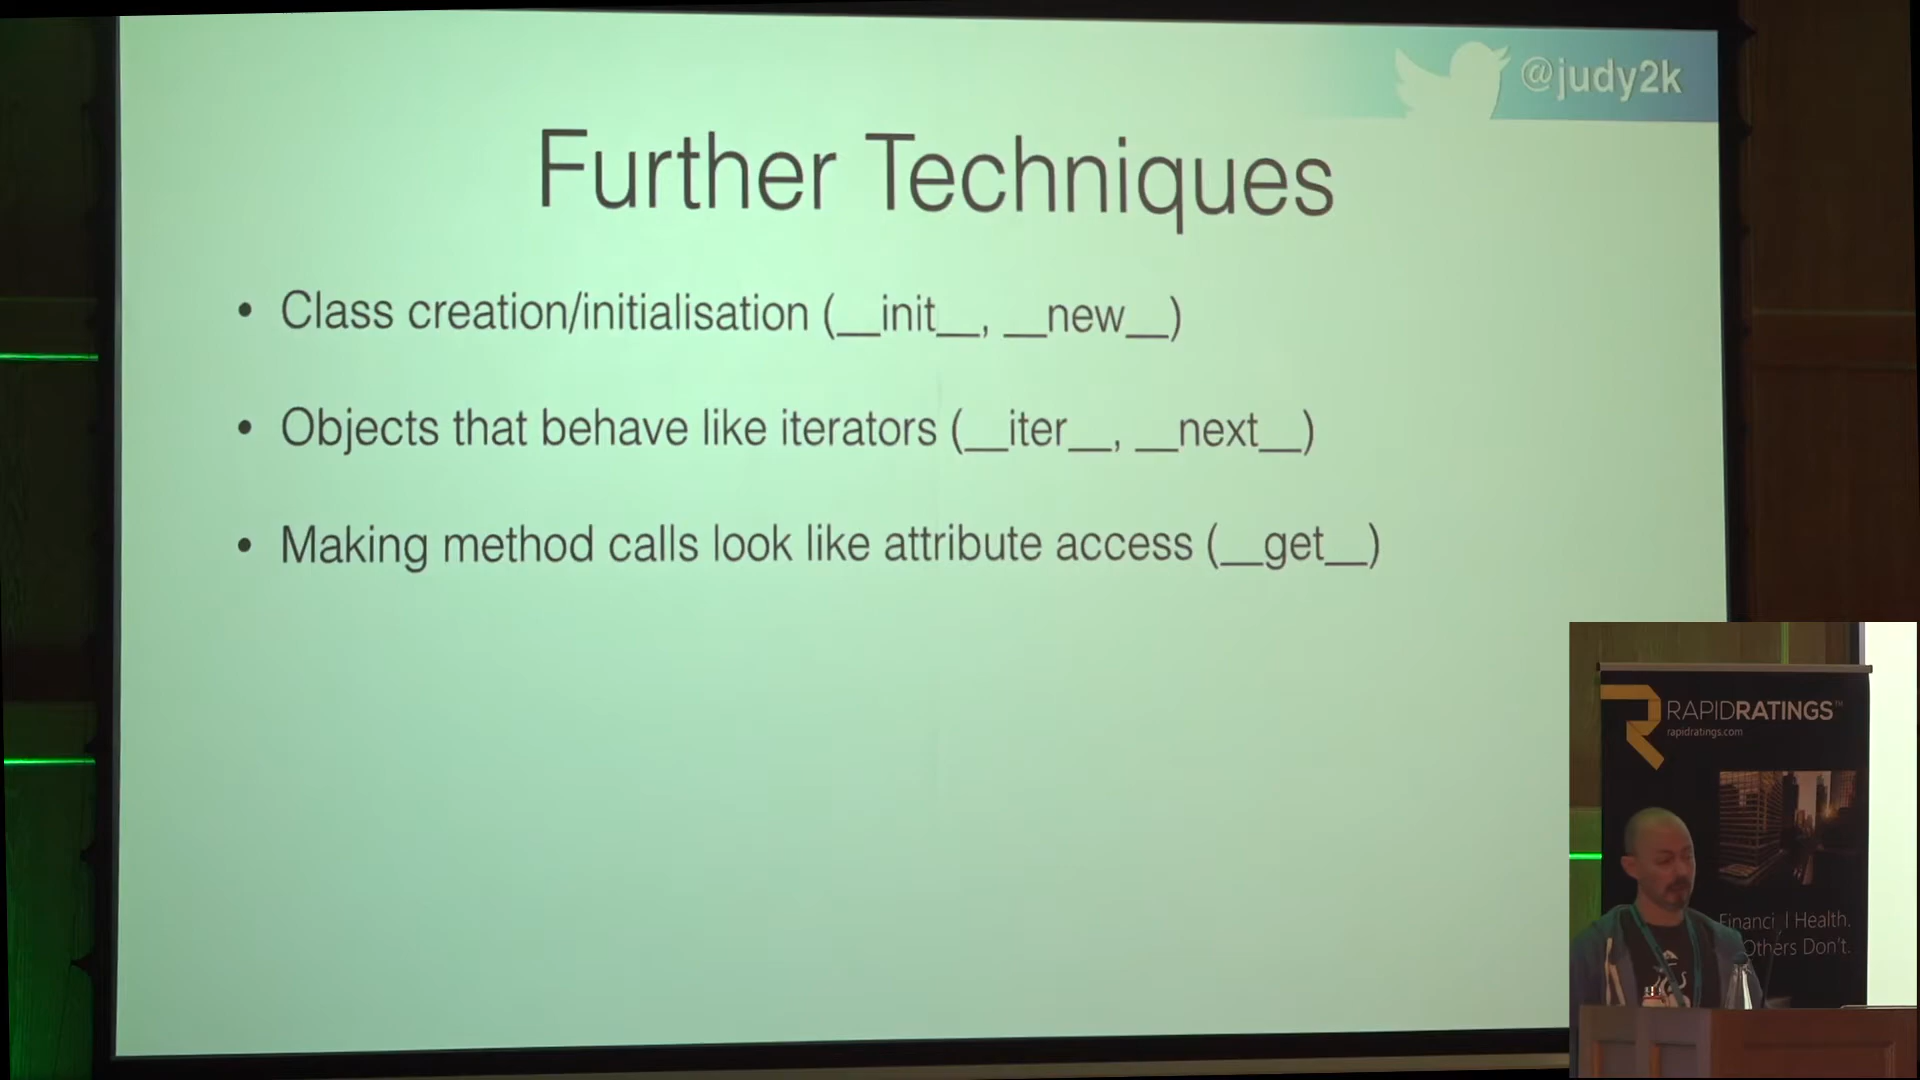 @judy2k
Further Techniques
• Class creation/initialisation (__init__, __new__)
• Objects that behave like iterators (__iter__, __next__)
• Making method calls look like attribute access (__get__)
RAPIDRATINGS™
rapidratings.com
Financi l Health.
Others Don't.